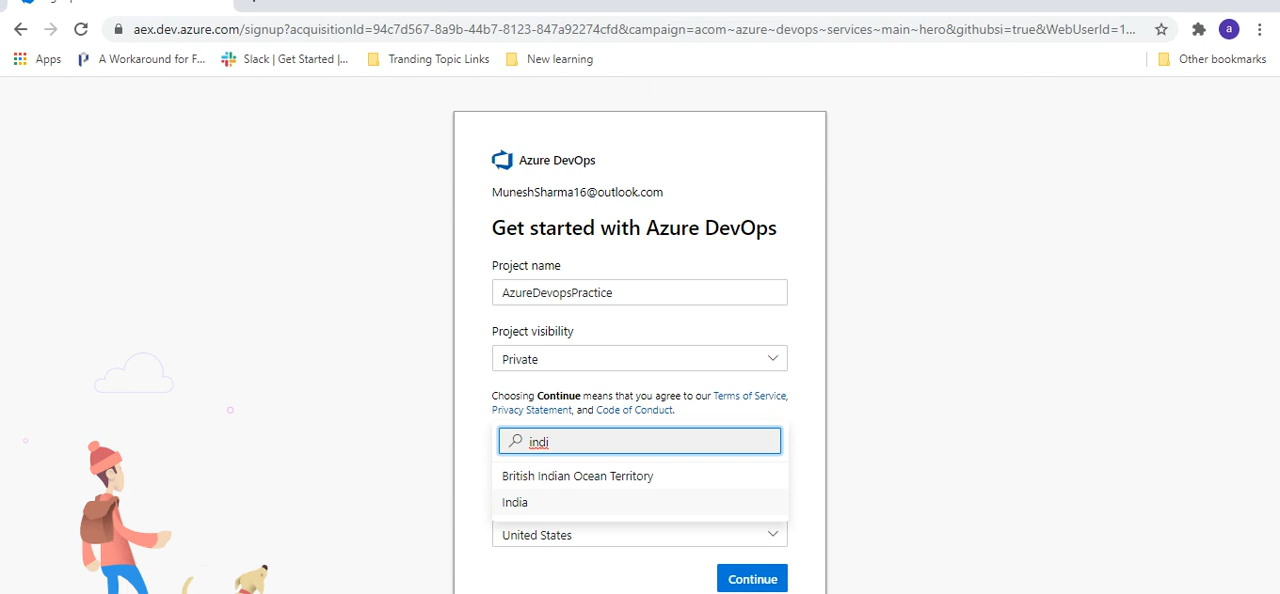 aex.dev.azure.com/signup?acquisitionId=94c7d567-8a9b-44b7-8123-847a92274cfd&campaign=acom~azure~devops~services~main~hero&githubsi=true&WebUserId=1...
a
Apps
A Workaround for F...
Slack | Get Started |...
Tranding Topic Links
New learning
Other bookmarks
Azure DevOps
MuneshSharma16@outlook.com
Get started with Azure DevOps
Project name
AzureDevopsPractice
Project visibility
Private
Choosing Continue means that you agree to our Terms of Service,
Privacy Statement, and Code of Conduct.
indi
British Indian Ocean Territory
India
United States
Continue